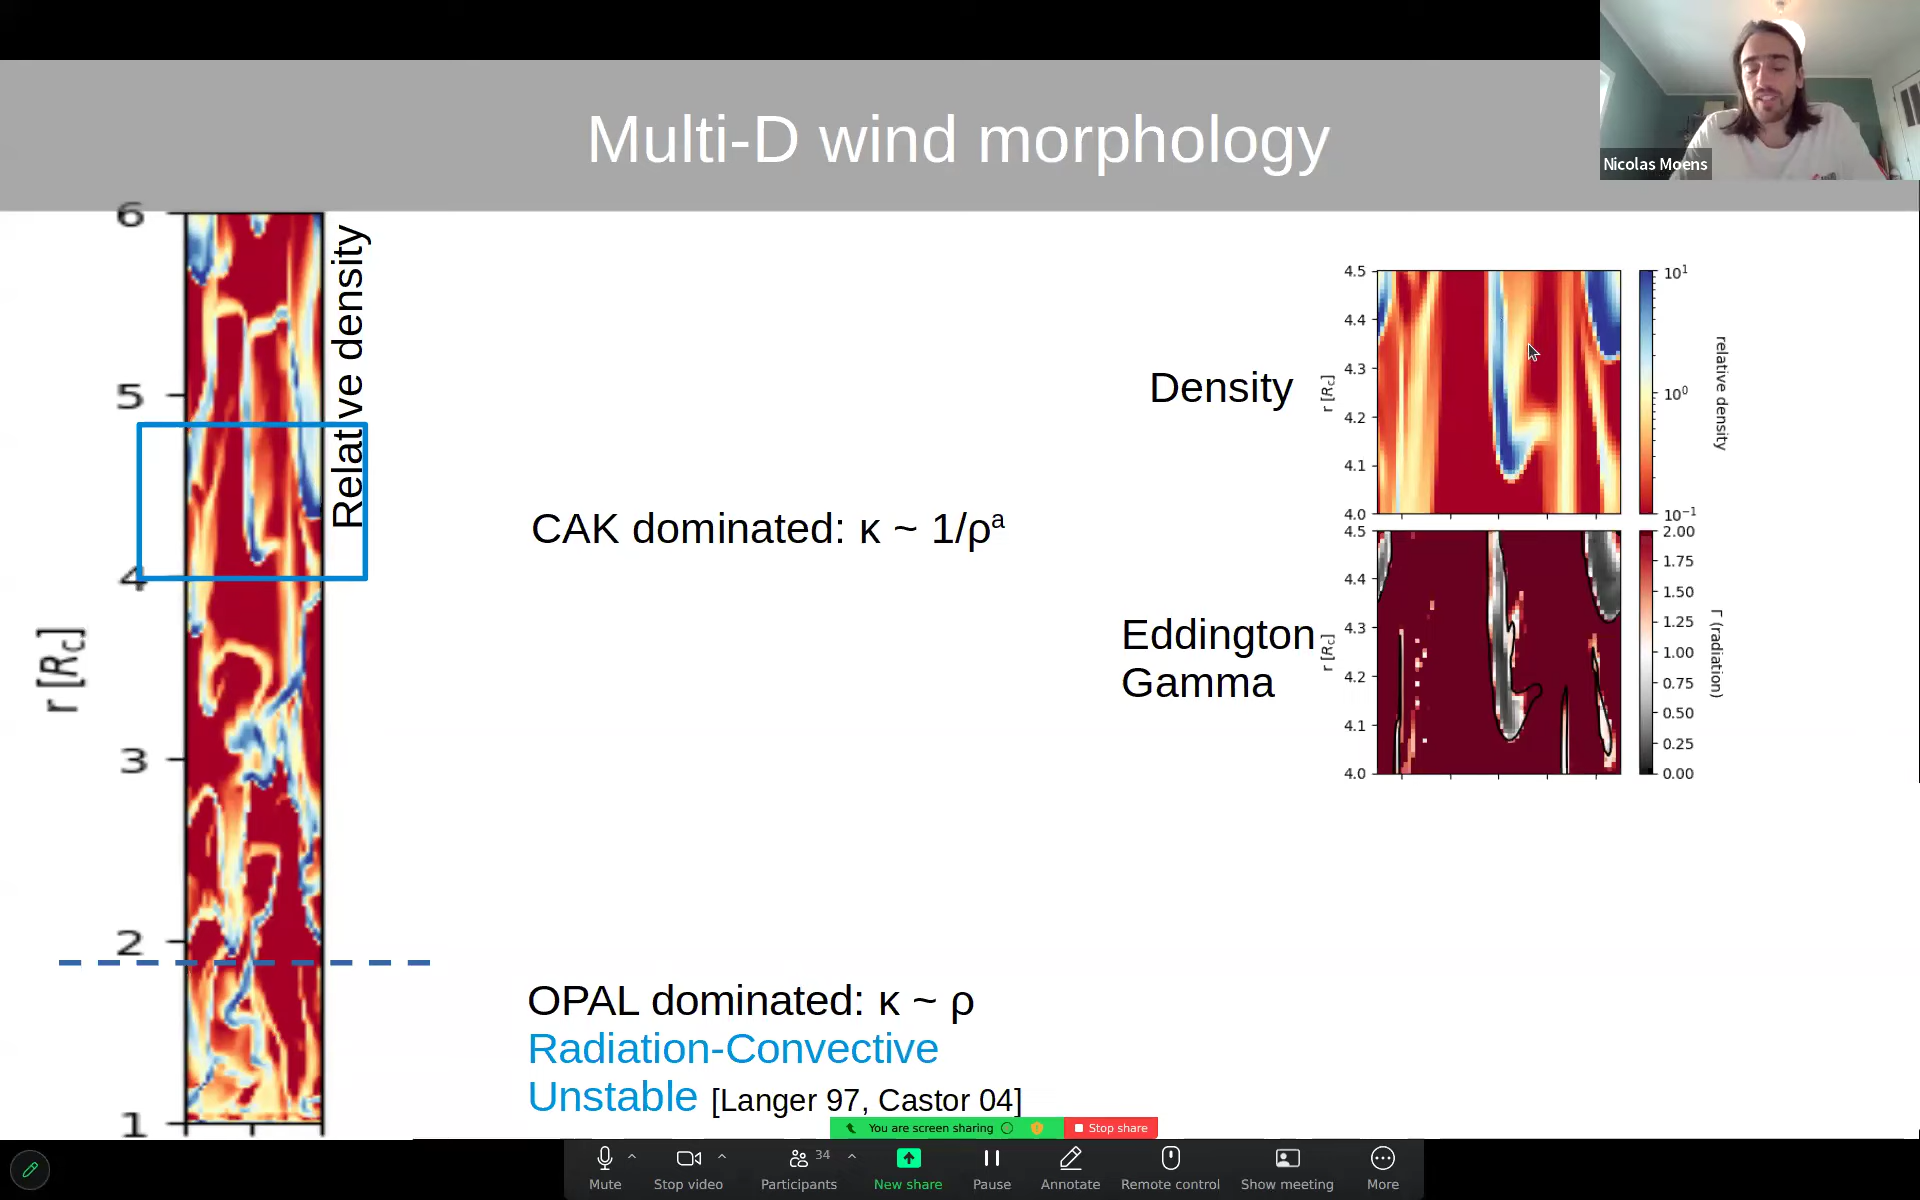 Multi-D wind morphology
Nicolas Moens
6
5
4
3
2
1
r [Rc]
Relative density
CAK dominated: κ ~ 1/ρᵃ
OPAL dominated: κ ~ ρ
Radiation-Convective
Unstable [Langer 97, Castor 04]
Density
4.5
4.4
4.3
4.2
4.1
4.0
r [Rc]
10¹
10⁰
10⁻¹
relative density
Eddington
Gamma
4.5
4.4
4.3
4.2
4.1
4.0
r [Rc]
2.00
1.75
1.50
1.25
1.00
0.75
0.50
0.25
0.00
Γ (radiation)
You are screen sharing
Stop share
34
Mute
Stop video
Participants
New share
Pause
Annotate
Remote control
Show meeting
More